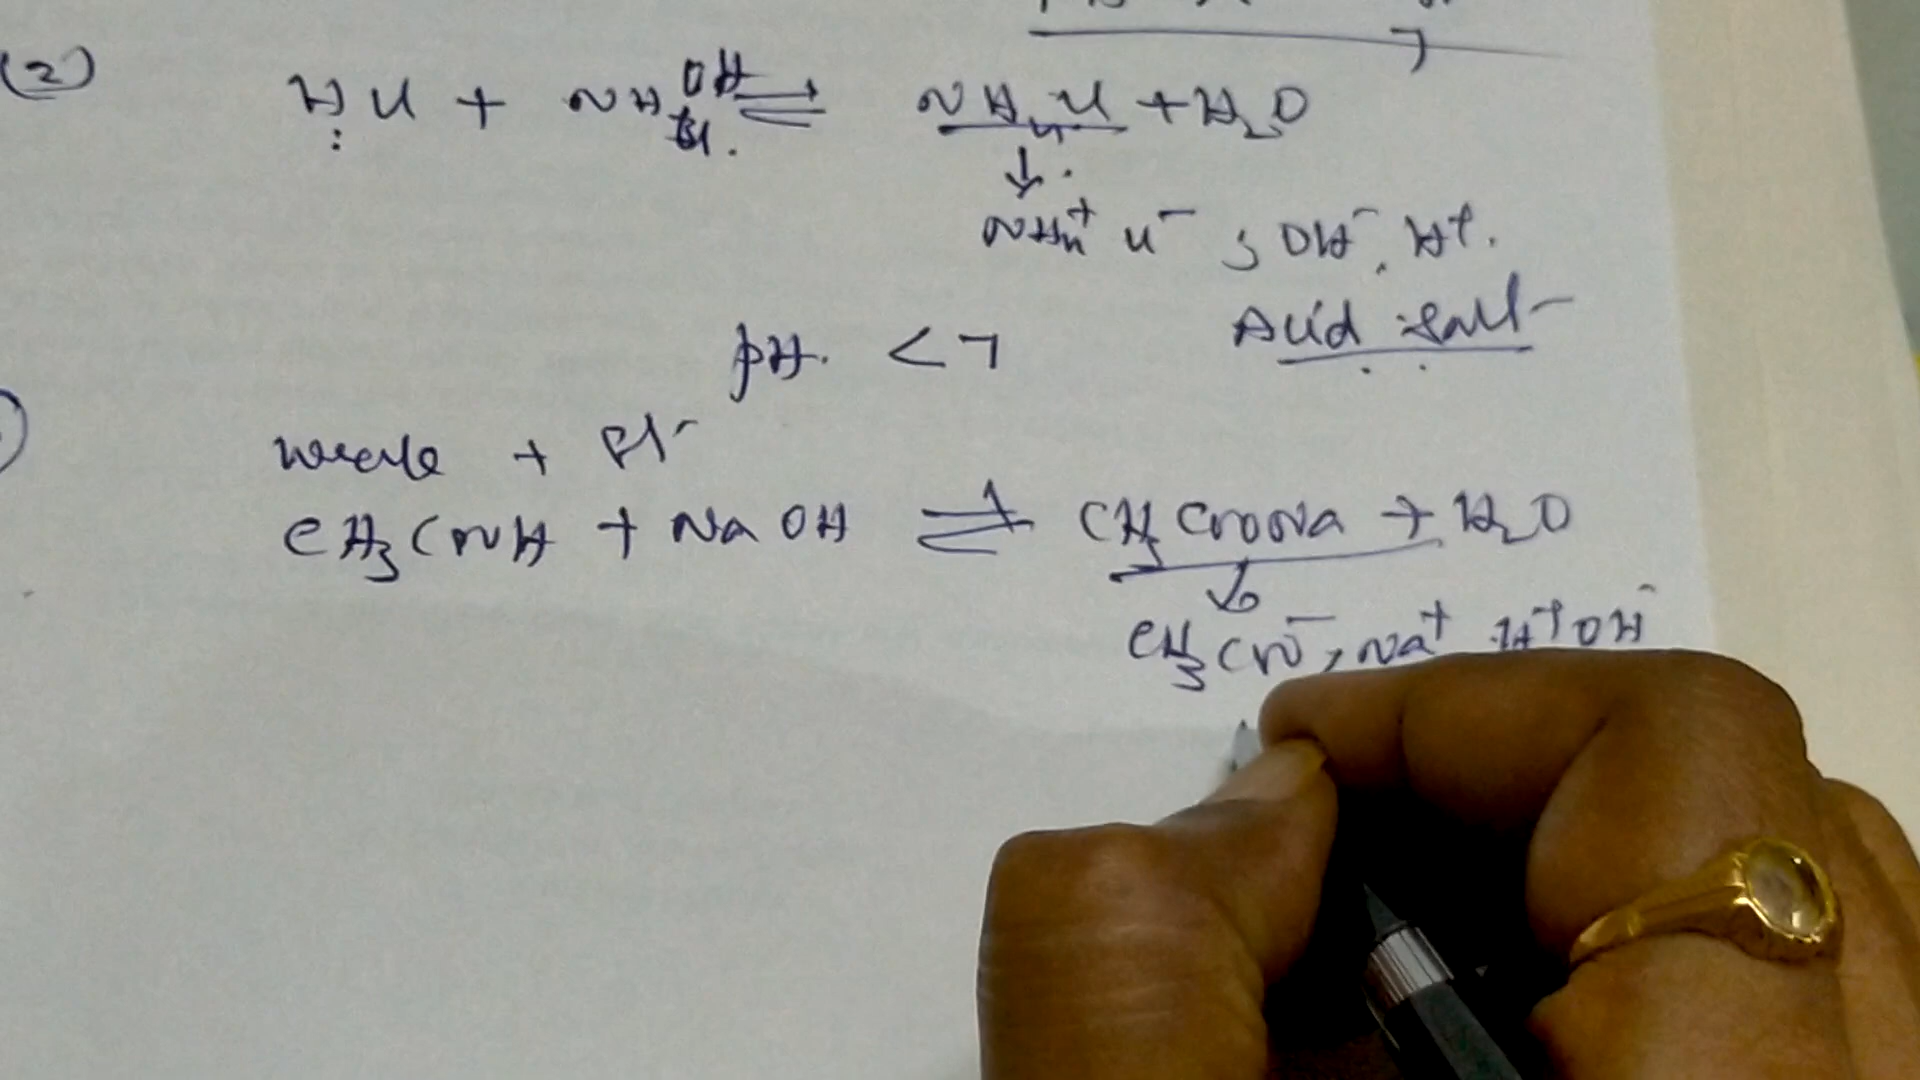 (2) HCl + NH4OH ⇌ NH4Cl + H2O
↓
NH4+ Cl- ; OH-, H+.
Acid salt
pH. < 7
weak + St-
CH3COOH + NaOH ⇌ CH3COONa + H2O
↓
CH3COO-, Na+ H+ OH-